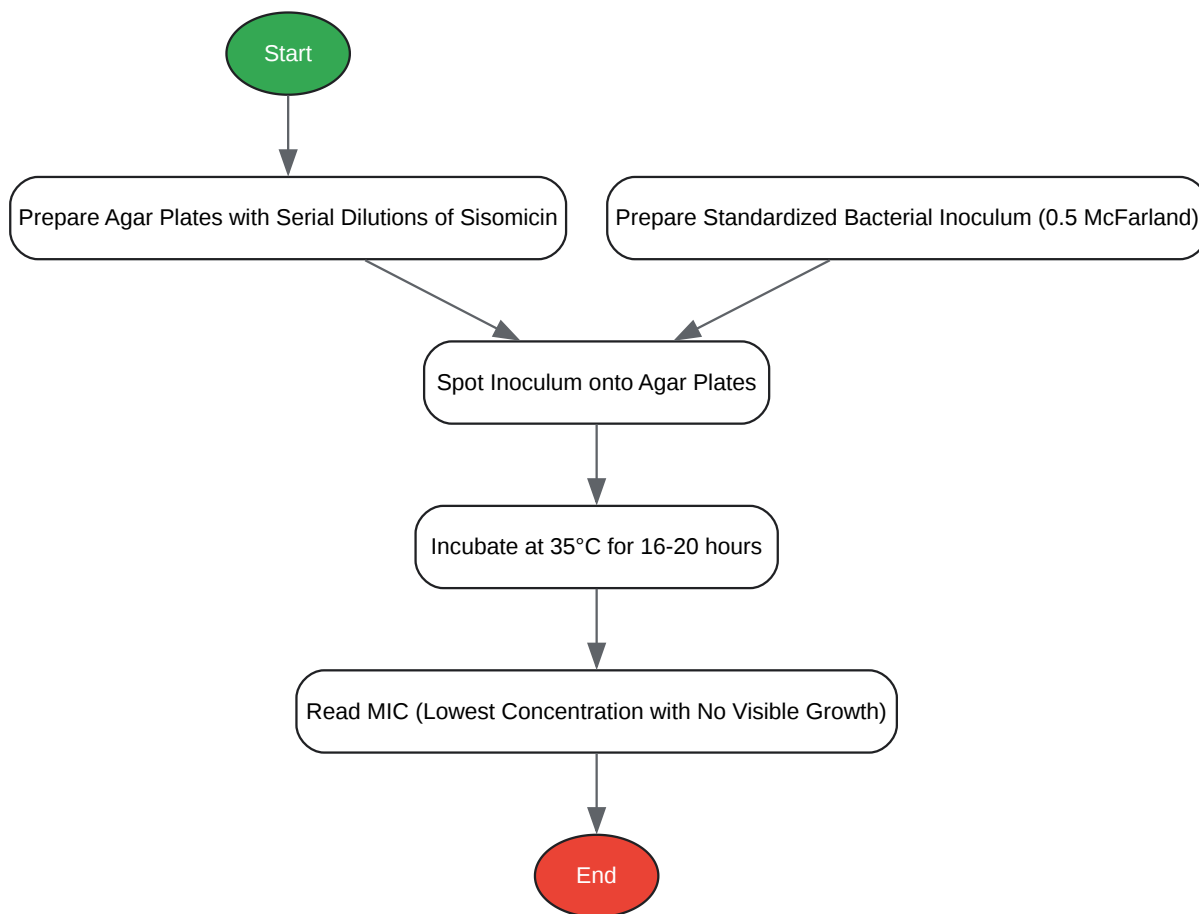 Start
Prepare Agar Plates with Serial Dilutions of Sisomicin
Prepare Standardized Bacterial Inoculum (0.5 McFarland)
Spot Inoculum onto Agar Plates
Incubate at 35°C for 16-20 hours
Read MIC (Lowest Concentration with No Visible Growth)
End